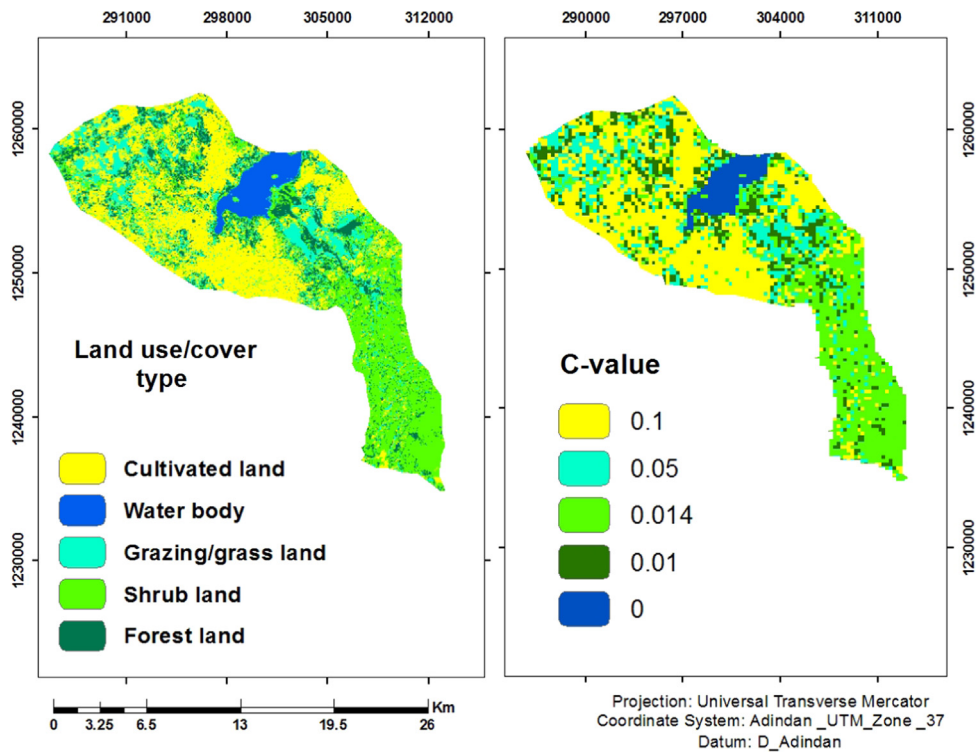 291000 298000 305000 312000
290000 297000 304000 311000
1260000
1250000
1240000
1230000
1260000
1250000
1240000
1230000
Land use/cover
type
Cultivated land
Water body
Grazing/grass land
Shrub land
Forest land
C-value
0.1
0.05
0.014
0.01
0
Km
0 3.25 6.5 13 19.5 26
Projection: Universal Transverse Mercator
Coordinate System: Adindan _UTM_Zone _37
Datum: D_Adindan